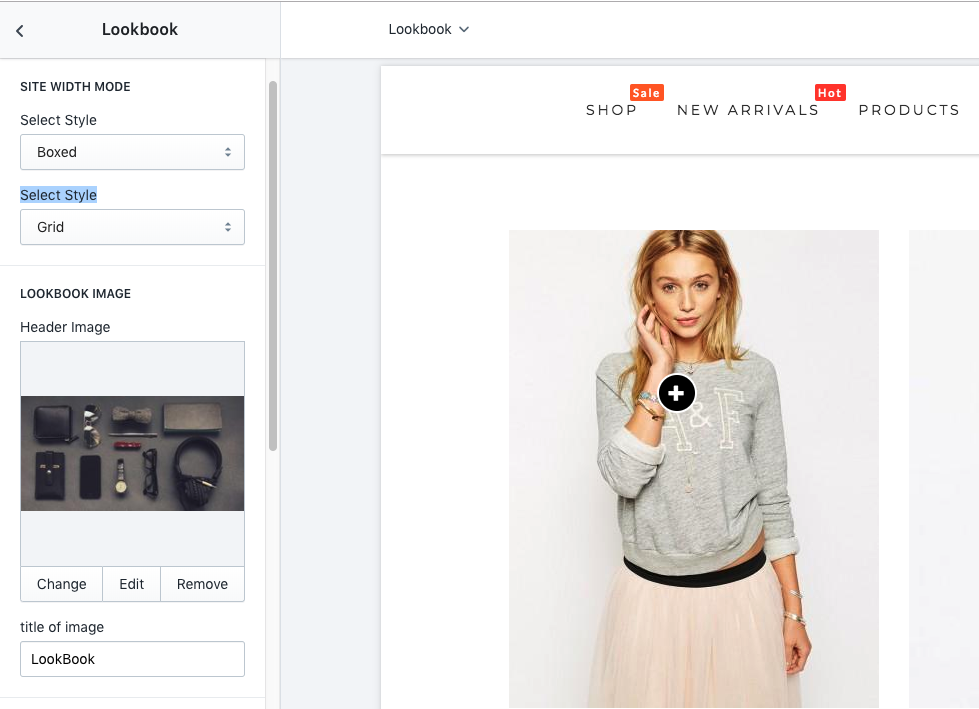 Lookbook
Lookbook
SITE WIDTH MODE
Select Style
Boxed
Select Style
Grid
LOOKBOOK IMAGE
Header Image
Change Edit Remove
title of image
LookBook
Sale Hot
SHOP NEW ARRIVALS PRODUCTS
A & F